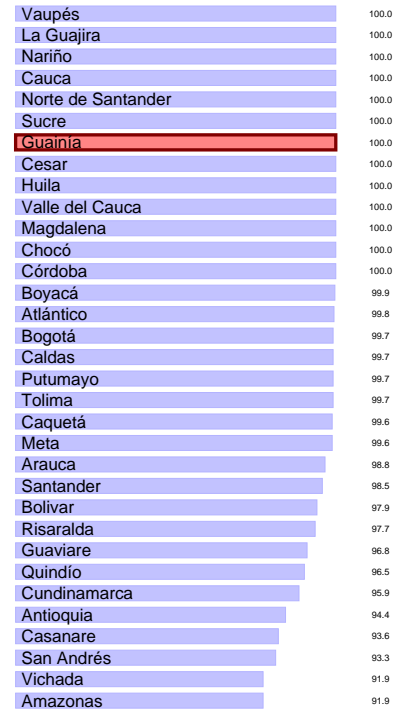 Vaupés 100.0
La Guajira 100.0
Nariño 100.0
Cauca 100.0
Norte de Santander 100.0
Sucre 100.0
Guainía 100.0
Cesar 100.0
Huila 100.0
Valle del Cauca 100.0
Magdalena 100.0
Chocó 100.0
Córdoba 100.0
Boyacá 99.9
Atlántico 99.8
Bogotá 99.7
Caldas 99.7
Putumayo 99.7
Tolima 99.7
Caquetá 99.6
Meta 99.6
Arauca 98.8
Santander 98.5
Bolivar 97.9
Risaralda 97.7
Guaviare 96.8
Quindío 96.5
Cundinamarca 95.9
Antioquia 94.4
Casanare 93.6
San Andrés 93.3
Vichada 91.9
Amazonas 91.9